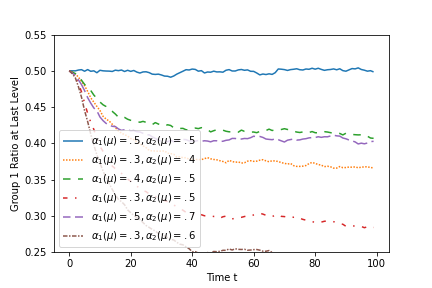 0.55
0.50
0.45
0.40
0.35
0.30
0.25
Group 1 Ratio at Last Level
α₁(μ)=.5,α₂(μ)=.5
α₁(μ)=.3,α₂(μ)=.4
α₁(μ)=.4,α₂(μ)=.5
α₁(μ)=.3,α₂(μ)=.5
α₁(μ)=.5,α₂(μ)=.7
α₁(μ)=.3,α₂(μ)=.6
0 20 40 60 80 100
Time t